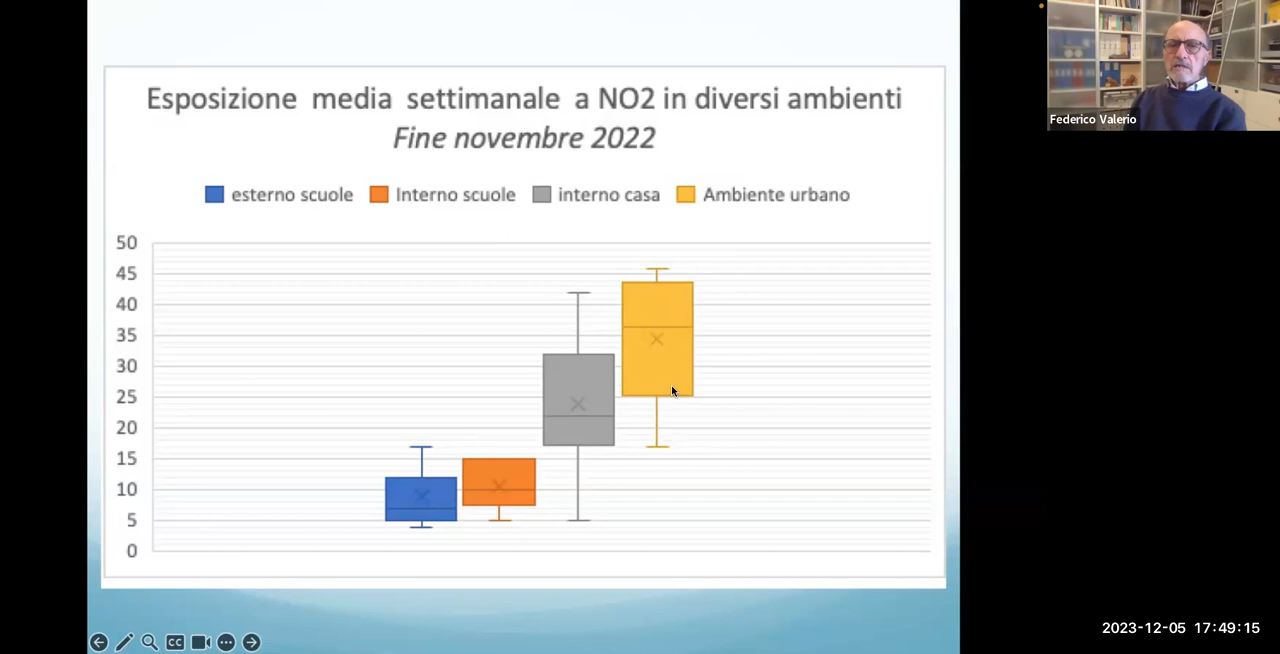 Esposizione media settimanale a NO2 in diversi ambienti
Fine novembre 2022
esterno scuole Interno scuole interno casa Ambiente urbano
50
45
40
35
30
25
20
15
10
5
0
Federico Valerio
CC
2023-12-05 17:49:15